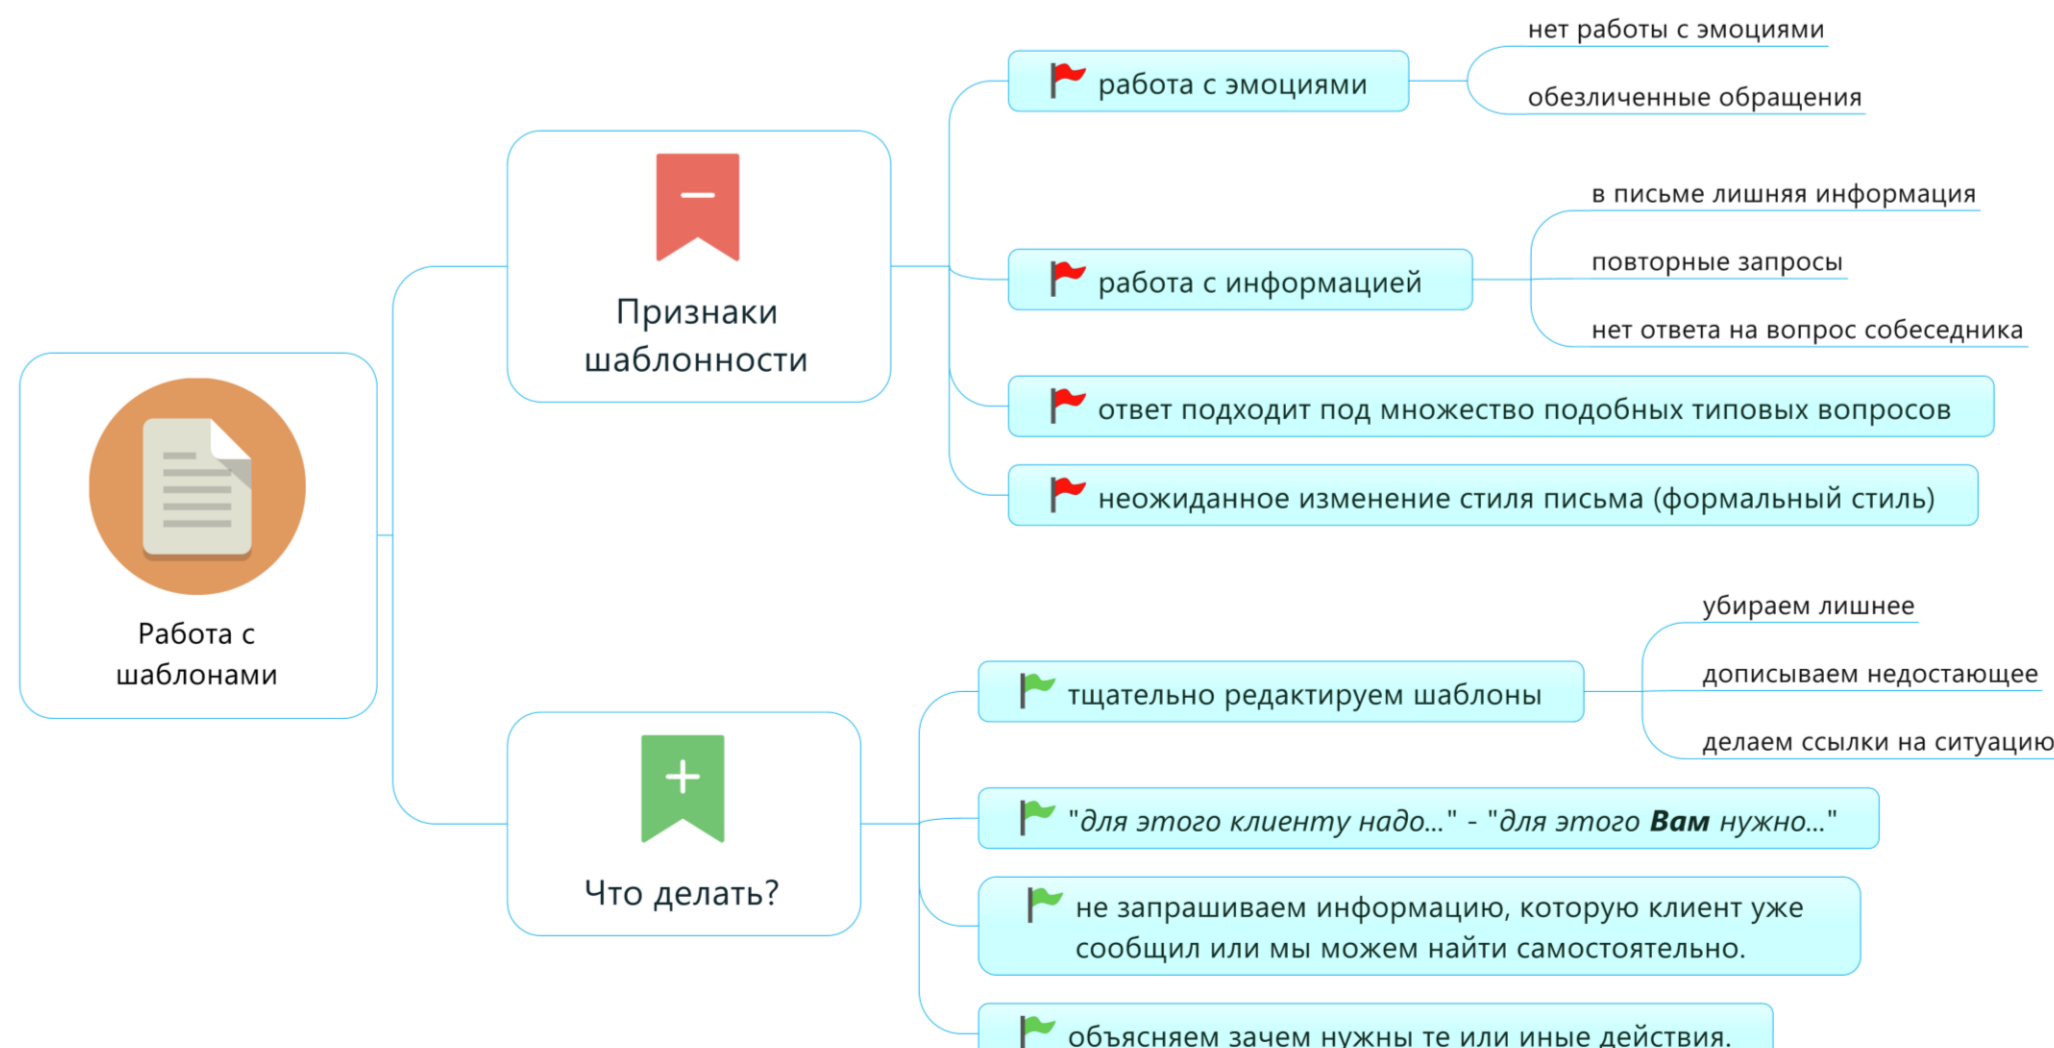 Работа с
шаблонами
Признаки
шаблонности
работа с эмоциями
нет работы с эмоциями
обезличенные обращения
работа с информацией
в письме лишняя информация
повторные запросы
нет ответа на вопрос собеседника
ответ подходит под множество подобных типовых вопросов
неожиданное изменение стиля письма (формальный стиль)
Что делать?
тщательно редактируем шаблоны
убираем лишнее
дописываем недостающее
делаем ссылки на ситуацию
"для этого клиенту надо..." - "для этого Вам нужно..."
не запрашиваем информацию, которую клиент уже
сообщил или мы можем найти самостоятельно.
объясняем зачем нужны те или иные действия.